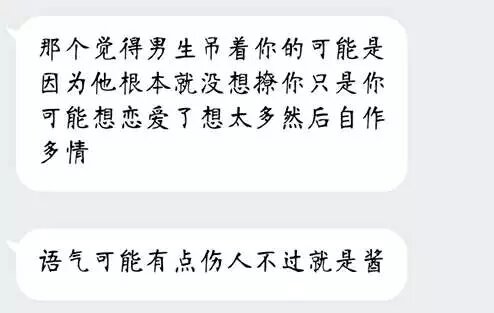 那个觉得男生吊着你的可能是
因为他根本就没想撩你只是你
可能想恋爱了想太多然后自作
多情
语气可能有点伤人不过就是酱